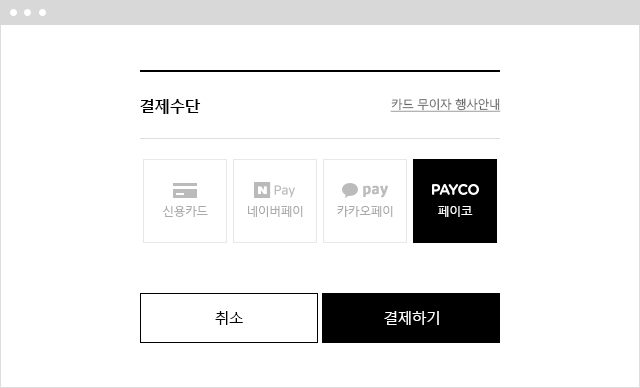 결제수단
카드 무이자 행사안내
신용카드
N Pay
네이버페이
pay
카카오페이
PAYCO
페이코
취소
결제하기